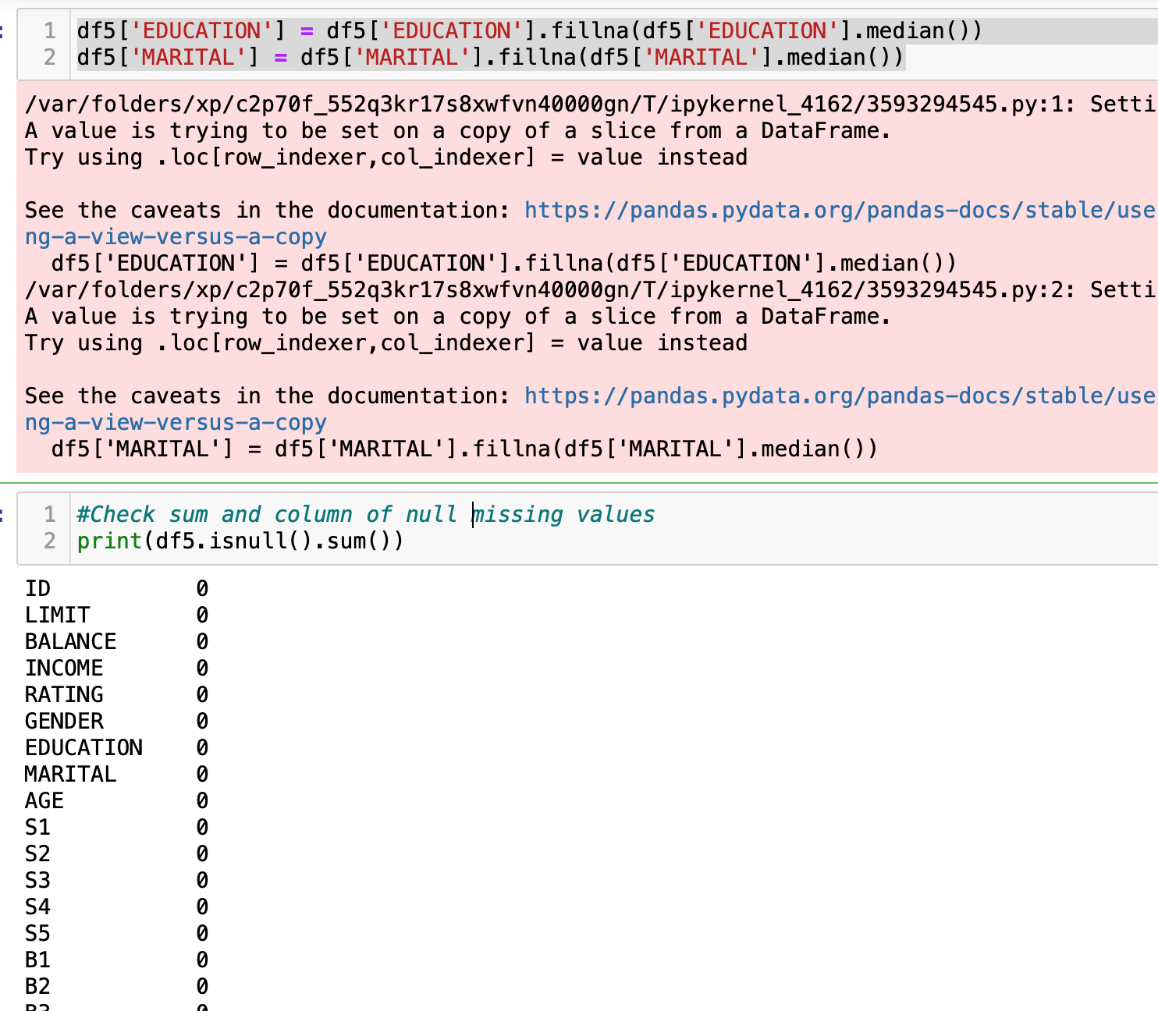 1 df5['EDUCATION'] = df5['EDUCATION'].fillna(df5['EDUCATION'].median())
2 df5['MARITAL'] = df5['MARITAL'].fillna(df5['MARITAL'].median())
/var/folders/xp/c2p70f_552q3kr17s8xwfvn40000gn/T/ipykernel_4162/3593294545.py:1: Setti
A value is trying to be set on a copy of a slice from a DataFrame.
Try using .loc[row_indexer,col_indexer] = value instead
See the caveats in the documentation: https://pandas.pydata.org/pandas-docs/stable/use
ng-a-view-versus-a-copy
df5['EDUCATION'] = df5['EDUCATION'].fillna(df5['EDUCATION'].median())
/var/folders/xp/c2p70f_552q3kr17s8xwfvn40000gn/T/ipykernel_4162/3593294545.py:2: Setti
A value is trying to be set on a copy of a slice from a DataFrame.
Try using .loc[row_indexer,col_indexer] = value instead
See the caveats in the documentation: https://pandas.pydata.org/pandas-docs/stable/use
ng-a-view-versus-a-copy
df5['MARITAL'] = df5['MARITAL'].fillna(df5['MARITAL'].median())
1 #Check sum and column of null missing values
2 print(df5.isnull().sum())
ID 0
LIMIT 0
BALANCE 0
INCOME 0
RATING 0
GENDER 0
EDUCATION 0
MARITAL 0
AGE 0
S1 0
S2 0
S3 0
S4 0
S5 0
B1 0
B2 0